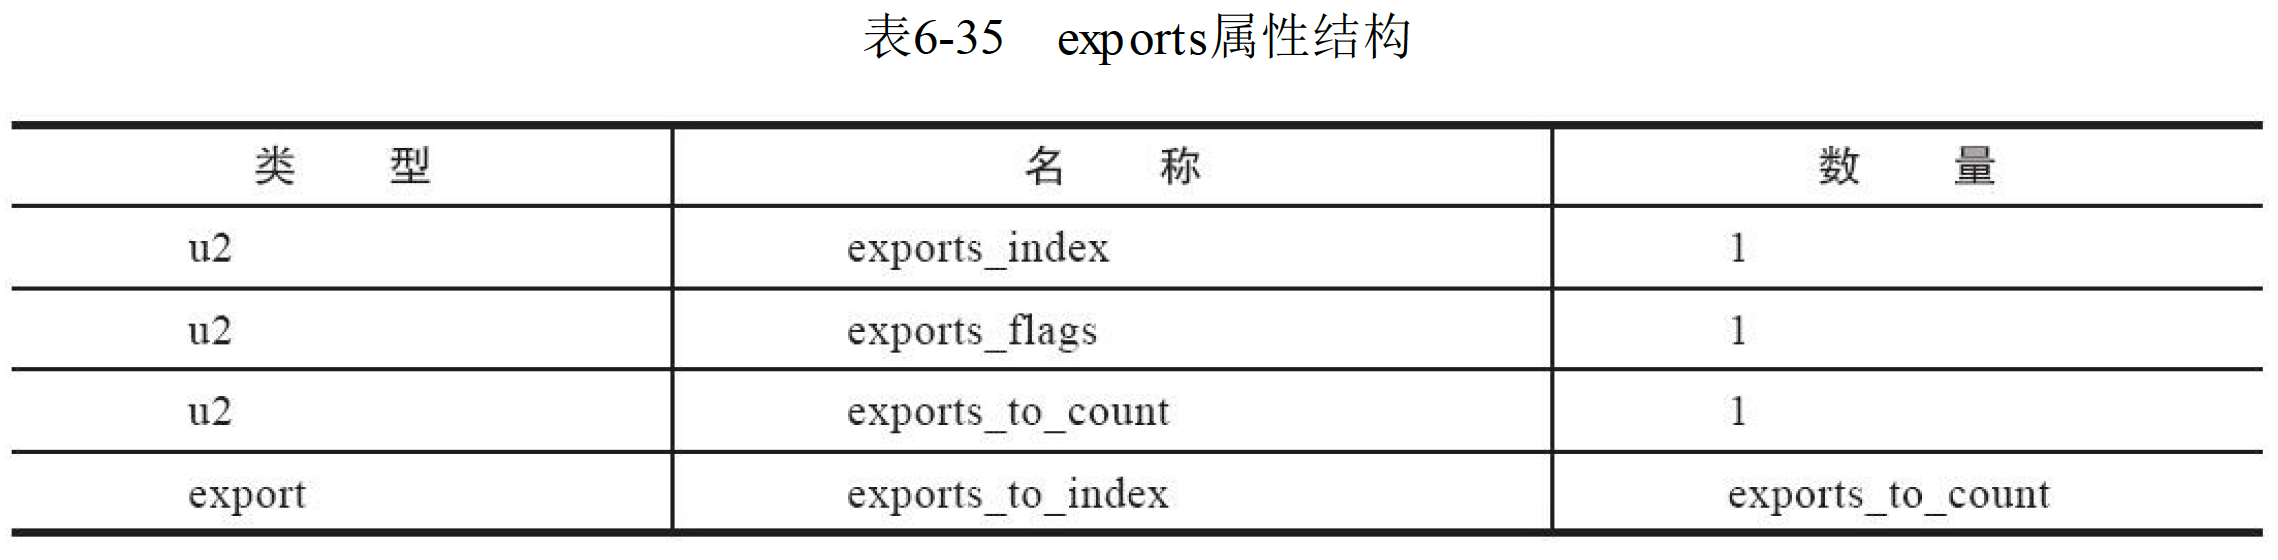 表6-35 exports属性结构
类 型 名 称 数 量
u2 exports_index 1
u2 exports_flags 1
u2 exports_to_count 1
export exports_to_index exports_to_count